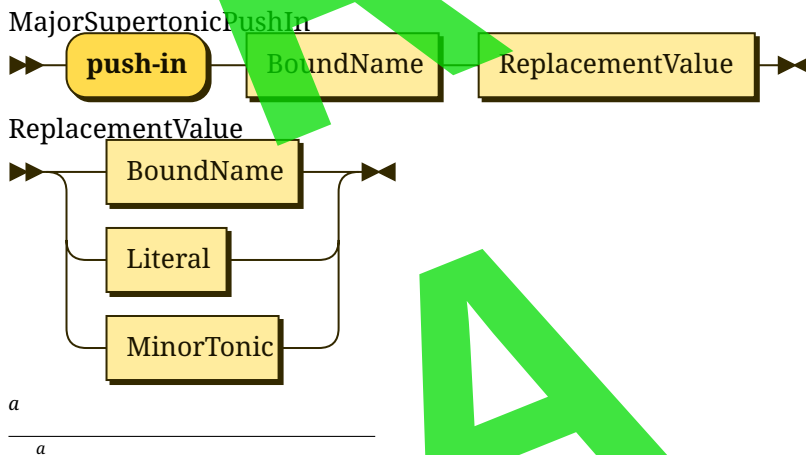 MajorSupertonicPushIn
push-in BoundName ReplacementValue
ReplacementValue
BoundName
Literal
MinorTonic
a
a
A